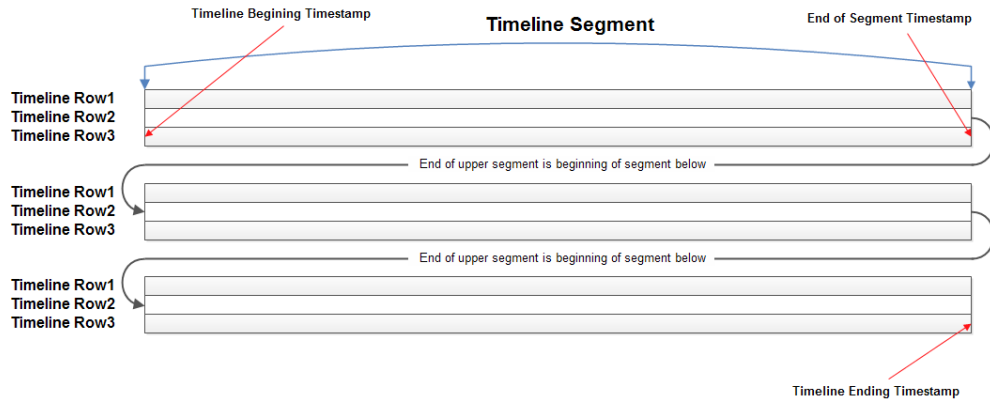 Timeline Begining Timestamp
End of Segment Timestamp
Timeline Segment
Timeline Row1
Timeline Row2
Timeline Row3
End of upper segment is beginning of segment below
Timeline Row1
Timeline Row2
Timeline Row3
End of upper segment is beginning of segment below
Timeline Row1
Timeline Row2
Timeline Row3
Timeline Ending Timestamp